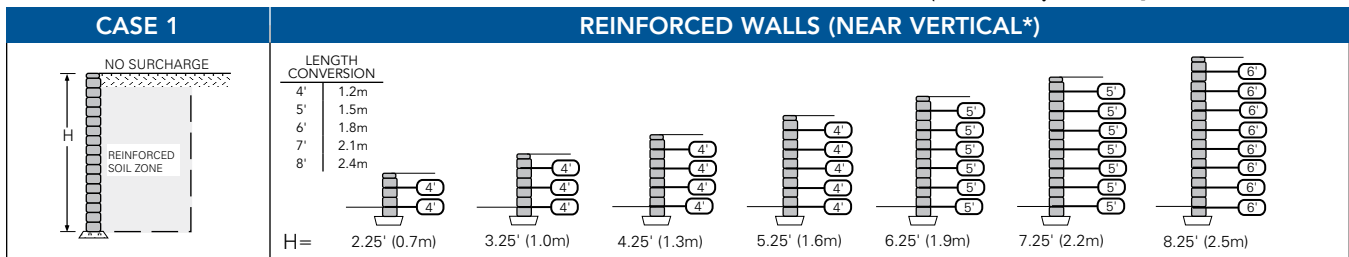 CASE 1
REINFORCED WALLS (NEAR VERTICAL*)
NO SURCHARGE
H
REINFORCED
SOIL ZONE
LENGTH
CONVERSION
4' 1.2m
5' 1.5m
6' 1.8m
7' 2.1m
8' 2.4m
4'
4'
4'
4'
4'
4'
4'
4'
4'
4'
4'
4'
4'
4'
5'
5'
5'
5'
5'
5'
5'
5'
5'
5'
5'
5'
5'
6'
6'
6'
6'
6'
6'
6'
6'
H= 2.25' (0.7m) 3.25' (1.0m) 4.25' (1.3m) 5.25' (1.6m) 6.25' (1.9m) 7.25' (2.2m) 8.25' (2.5m)